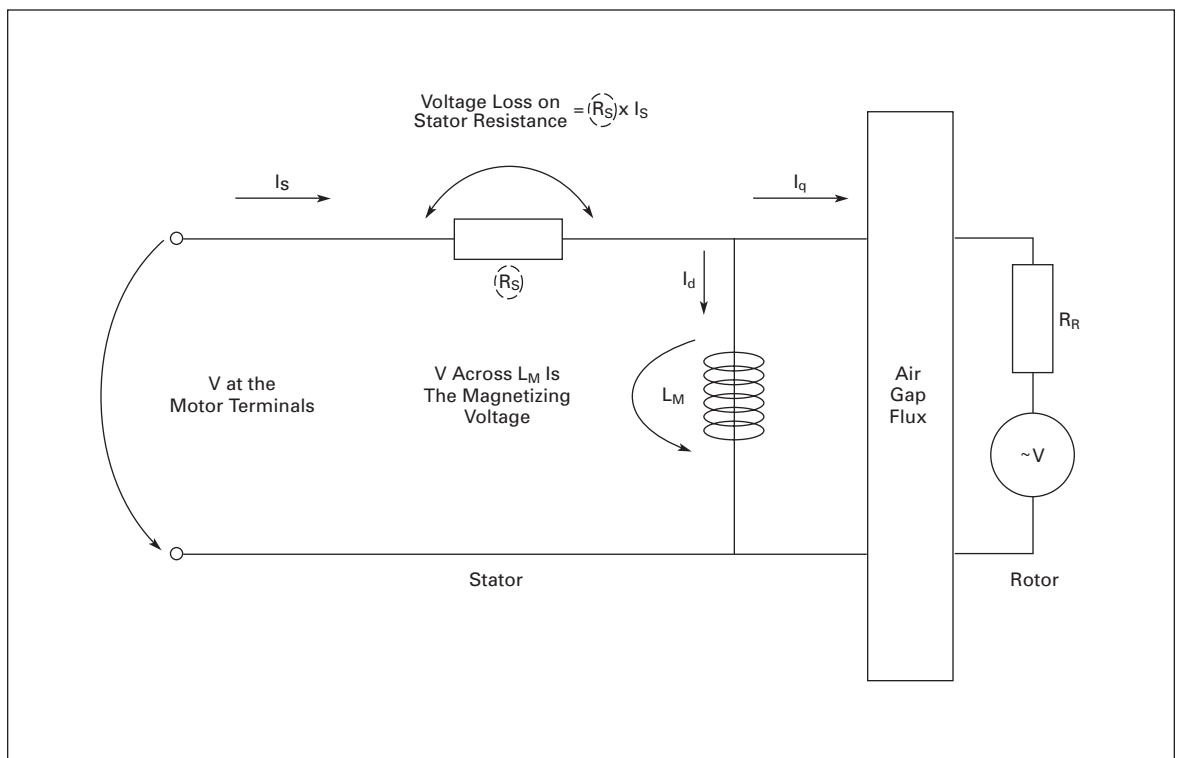 Voltage Loss on
Stator Resistance = RS x IS
IS
Iq
RS
Id
V at the
Motor Terminals
V Across LM Is
The Magnetizing
Voltage
LM
Air
Gap
Flux
RR
~V
Stator
Rotor